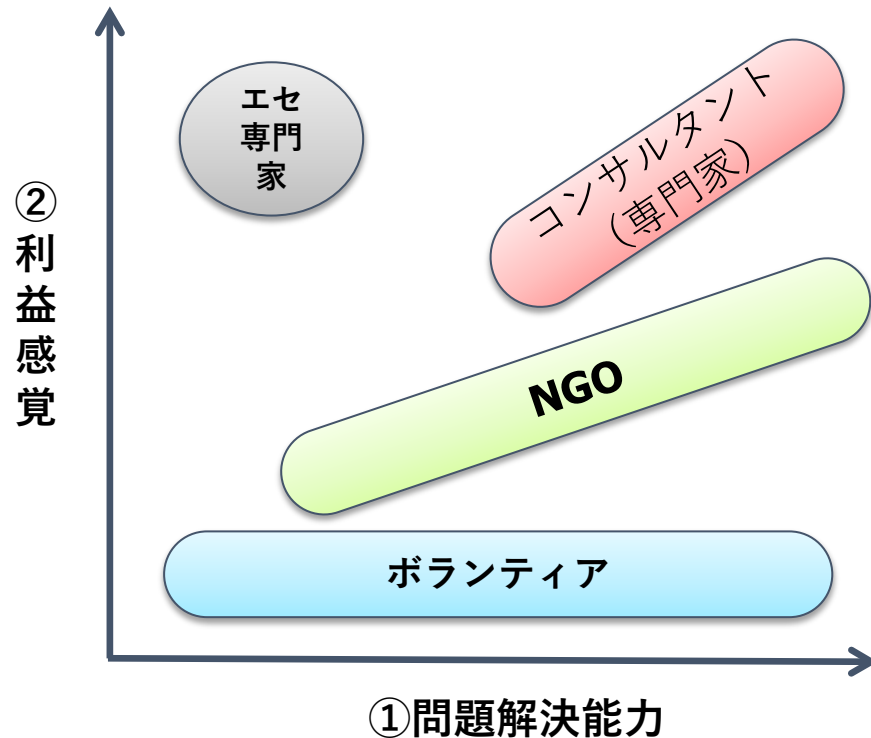 エセ
専門
家
コンサルタント
（専門家）
②
利
益
感
覚
NGO
ボランティア
①問題解決能力